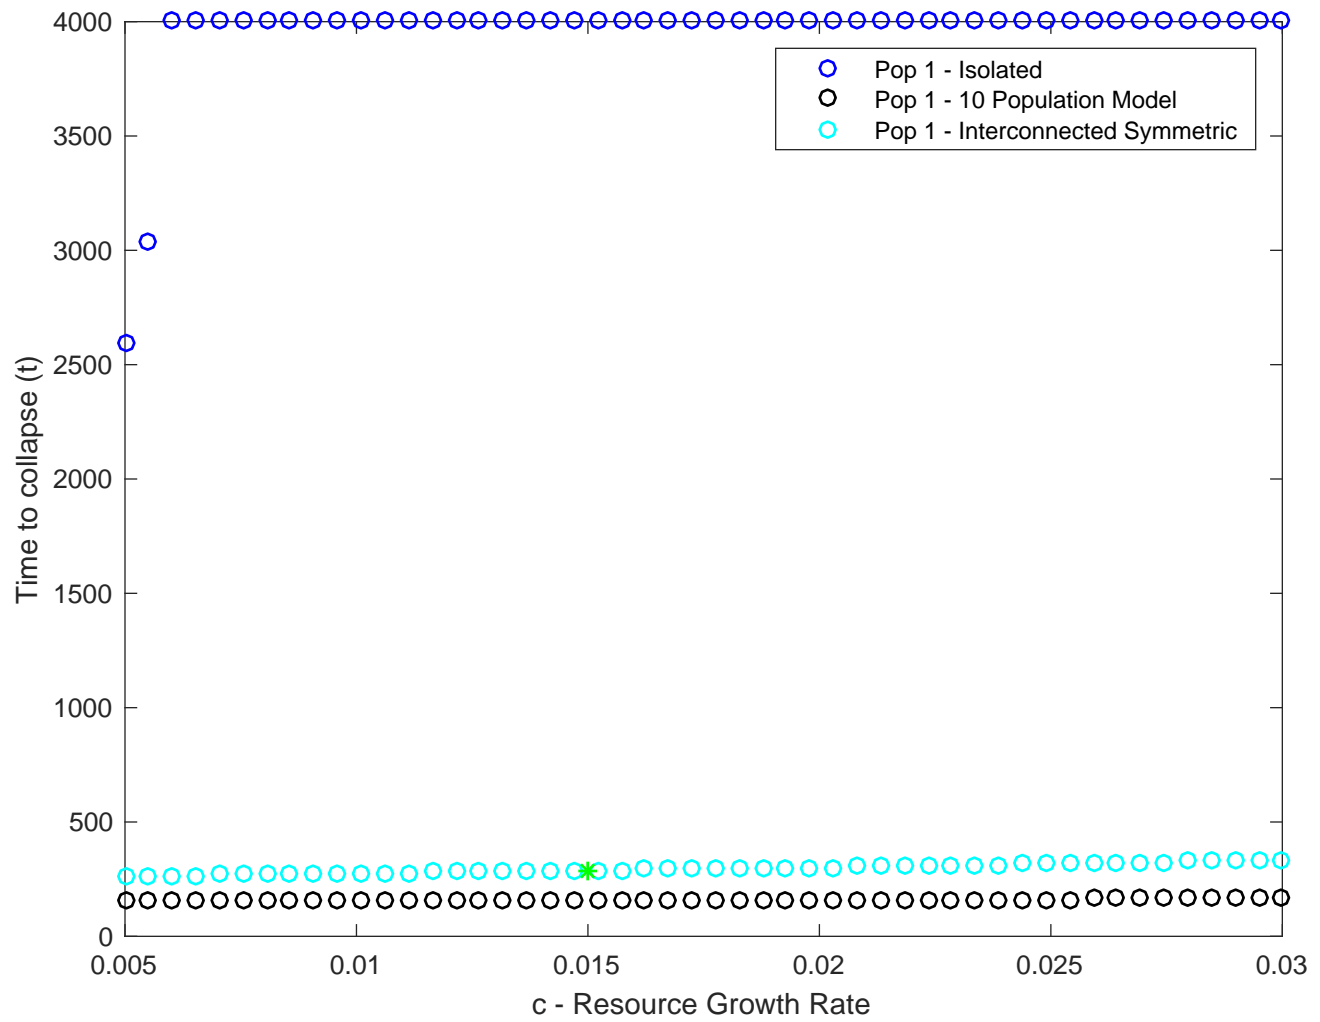 4000
3500
3000
2500
2000
1500
1000
500
0
Time to collapse (t)
Pop 1 - Isolated
Pop 1 - 10 Population Model
Pop 1 - Interconnected Symmetric
0.005 0.01 0.015 0.02 0.025 0.03
c - Resource Growth Rate